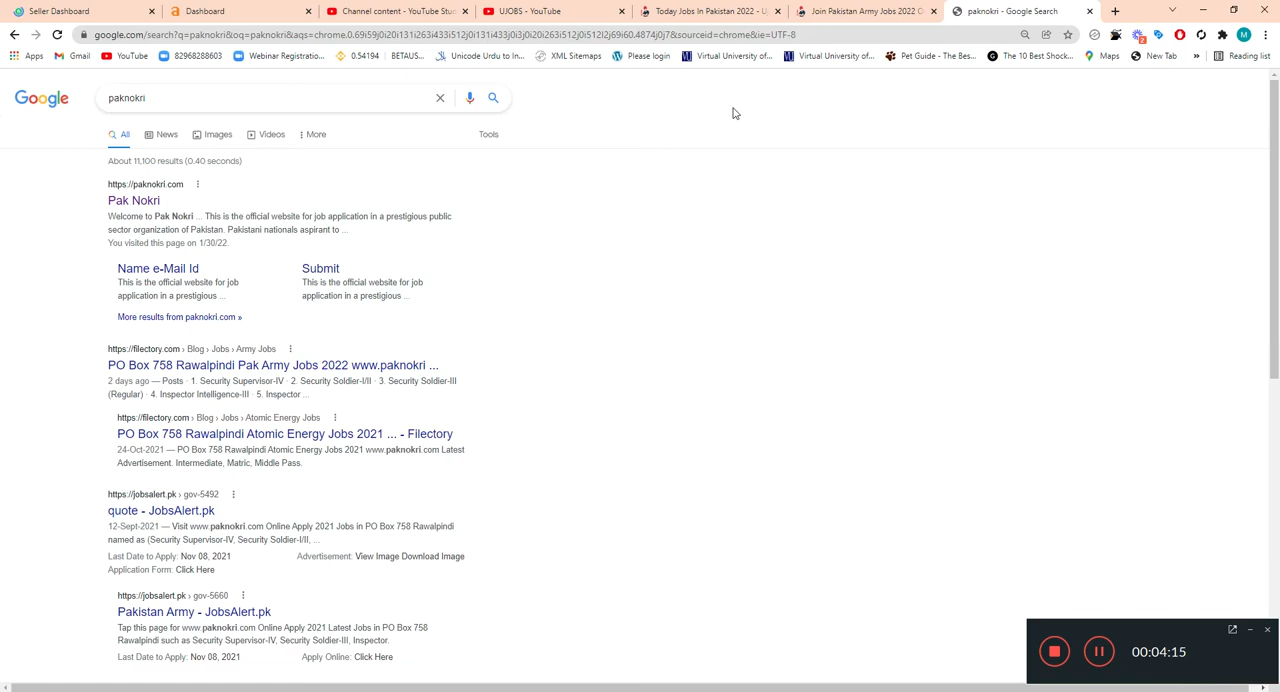 Seller Dashboard
Dashboard
Channel content - YouTube Stud
UJOBS - YouTube
Today Jobs In Pakistan 2022 - U
Join Pakistan Army Jobs 2022 O
paknokri - Google Search
google.com/search?q=paknokri&oq=paknokri&aqs=chrome.0.69i59j0i20i131i263i433i512j0i131i433j0i3j0i20i263i512j0i512l2j69i60.4874j0j7&sourceid=chrome&ie=UTF-8
M
Apps
Gmail
YouTube
82968288603
Webinar Registratio...
0.54194 | BETAUS...
Unicode Urdu to In...
XML Sitemaps
Please login
Virtual University of...
Virtual University of...
Pet Guide - The Bes...
The 10 Best Shock...
Maps
New Tab
»
Reading list
Google
paknokri
All
News
Images
Videos
More
Tools
About 11,100 results (0.40 seconds)
https://paknokri.com
Pak Nokri
Welcome to Pak Nokri ... This is the official website for job application in a prestigious public
sector organization of Pakistan. Pakistani nationals aspirant to ...
You visited this page on 1/30/22.
Name e-Mail Id
This is the official website for job
application in a prestigious ...
Submit
This is the official website for job
application in a prestigious ...
More results from paknokri.com »
https://filectory.com › Blog › Jobs › Army Jobs
PO Box 758 Rawalpindi Pak Army Jobs 2022 www.paknokri ...
2 days ago — Posts · 1. Security Supervisor-IV · 2. Security Soldier-I/II · 3. Security Soldier-III
(Regular) · 4. Inspector Intelligence-III · 5. Inspector ...
https://filectory.com › Blog › Jobs › Atomic Energy Jobs
PO Box 758 Rawalpindi Atomic Energy Jobs 2021 ... - Filectory
24-Oct-2021 — PO Box 758 Rawalpindi Atomic Energy Jobs 2021 www.paknokri com Latest
Advertisement. Intermediate, Matric, Middle Pass.
https://jobsalert.pk › gov-5492
quote - JobsAlert.pk
12-Sept-2021 — Visit www.paknokri.com Online Apply 2021 Jobs in PO Box 758 Rawalpindi
named as (Security Supervisor-IV, Security Soldier-I/II, ...
Last Date to Apply: Nov 08, 2021
Advertisement: View Image Download Image
Application Form: Click Here
https://jobsalert.pk › gov-5660
Pakistan Army - JobsAlert.pk
Tap this page for www.paknokri.com Online Apply 2021 Latest Jobs in PO Box 758
Rawalpindi such as Security Supervisor-IV, Security Soldier-III, Inspector.
Last Date to Apply: Nov 08, 2021
Apply Online: Click Here
00:04:15